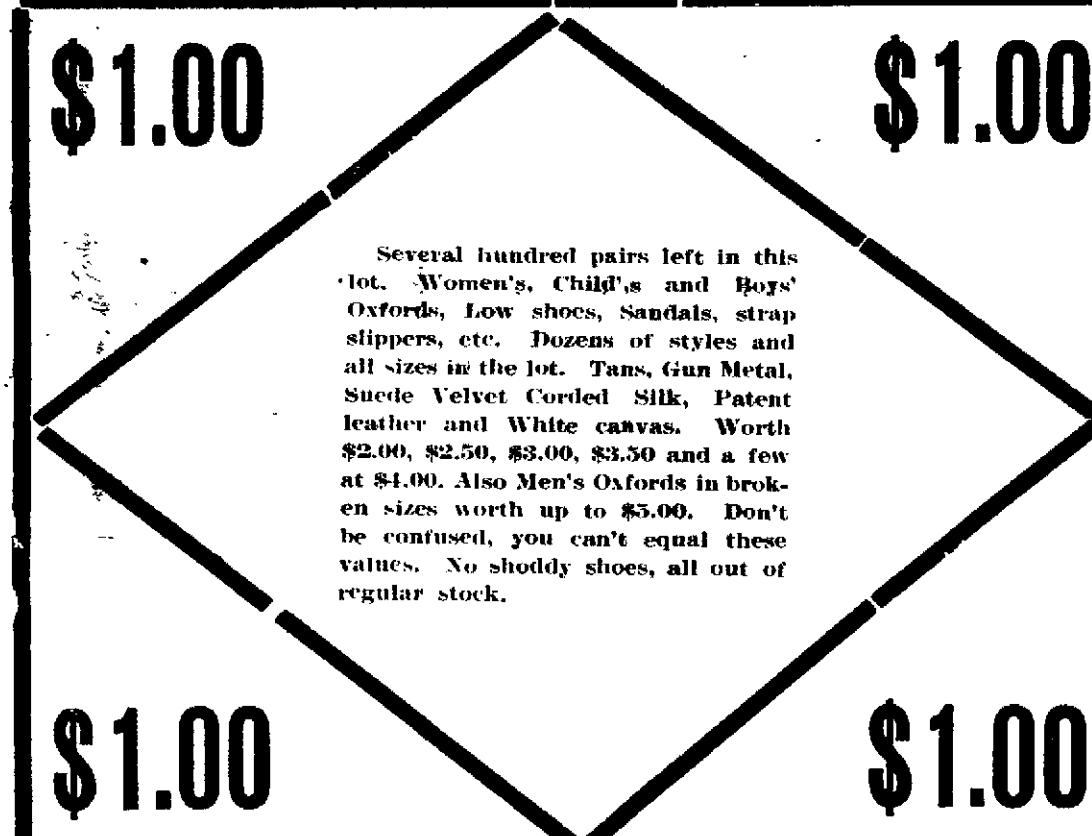 $1.00 $1.00
Several hundred pairs left in this
lot. Women's, Child',s and Boys'
Oxfords, Low shoes, Sandals, strap
slippers, etc. Dozens of styles and
all sizes in the lot. Tans, Gun Metal,
Suede Velvet Corded Silk, Patent
leather and White canvas. Worth
$2.00, $2.50, $3.00, $3.50 and a few
at $4.00. Also Men's Oxfords in brok-
en sizes worth up to $5.00. Don't
be confused, you can't equal these
values. No shoddy shoes, all out of
regular stock.
$1.00 $1.00